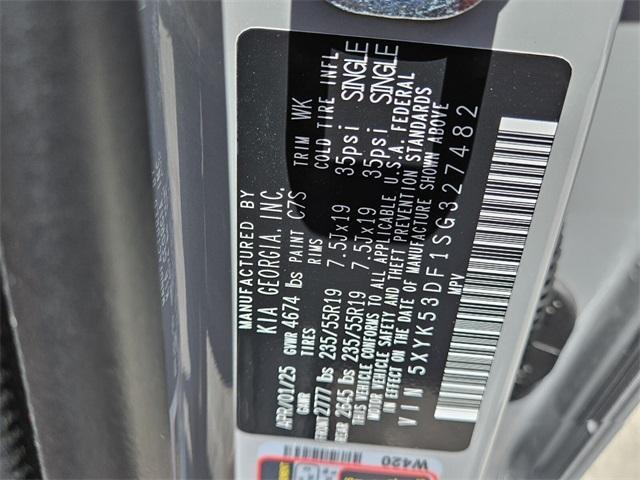 MANUFACTURED BY
KIA GEORGIA, INC.
APR/01/25 GVWR 4674 lbs PAINT C7S TRIM WK
GAWR TIRES RIMS COLD TIRE INFL
FRONT 2777 lbs 235/55R19 7.5Jx19 35psi SINGLE
REAR 2645 lbs 235/55R19 7.5Jx19 35psi SINGLE
THIS VEHICLE CONFORMS TO ALL APPLICABLE U.S.A. FEDERAL
MOTOR VEHICLE SAFETY AND THEFT PREVENTION STANDARDS
IN EFFECT ON THE DATE OF MANUFACTURE SHOWN ABOVE
VIN 5XYK53DF1SG327482
MPV
W420